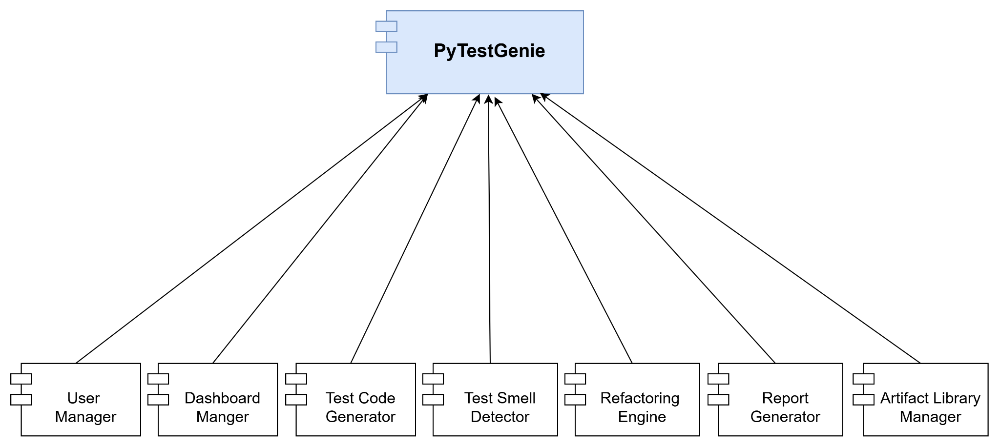 PyTestGenie
User
Manager
Dashboard
Manger
Test Code
Generator
Test Smell
Detector
Refactoring
Engine
Report
Generator
Artifact Library
Manager